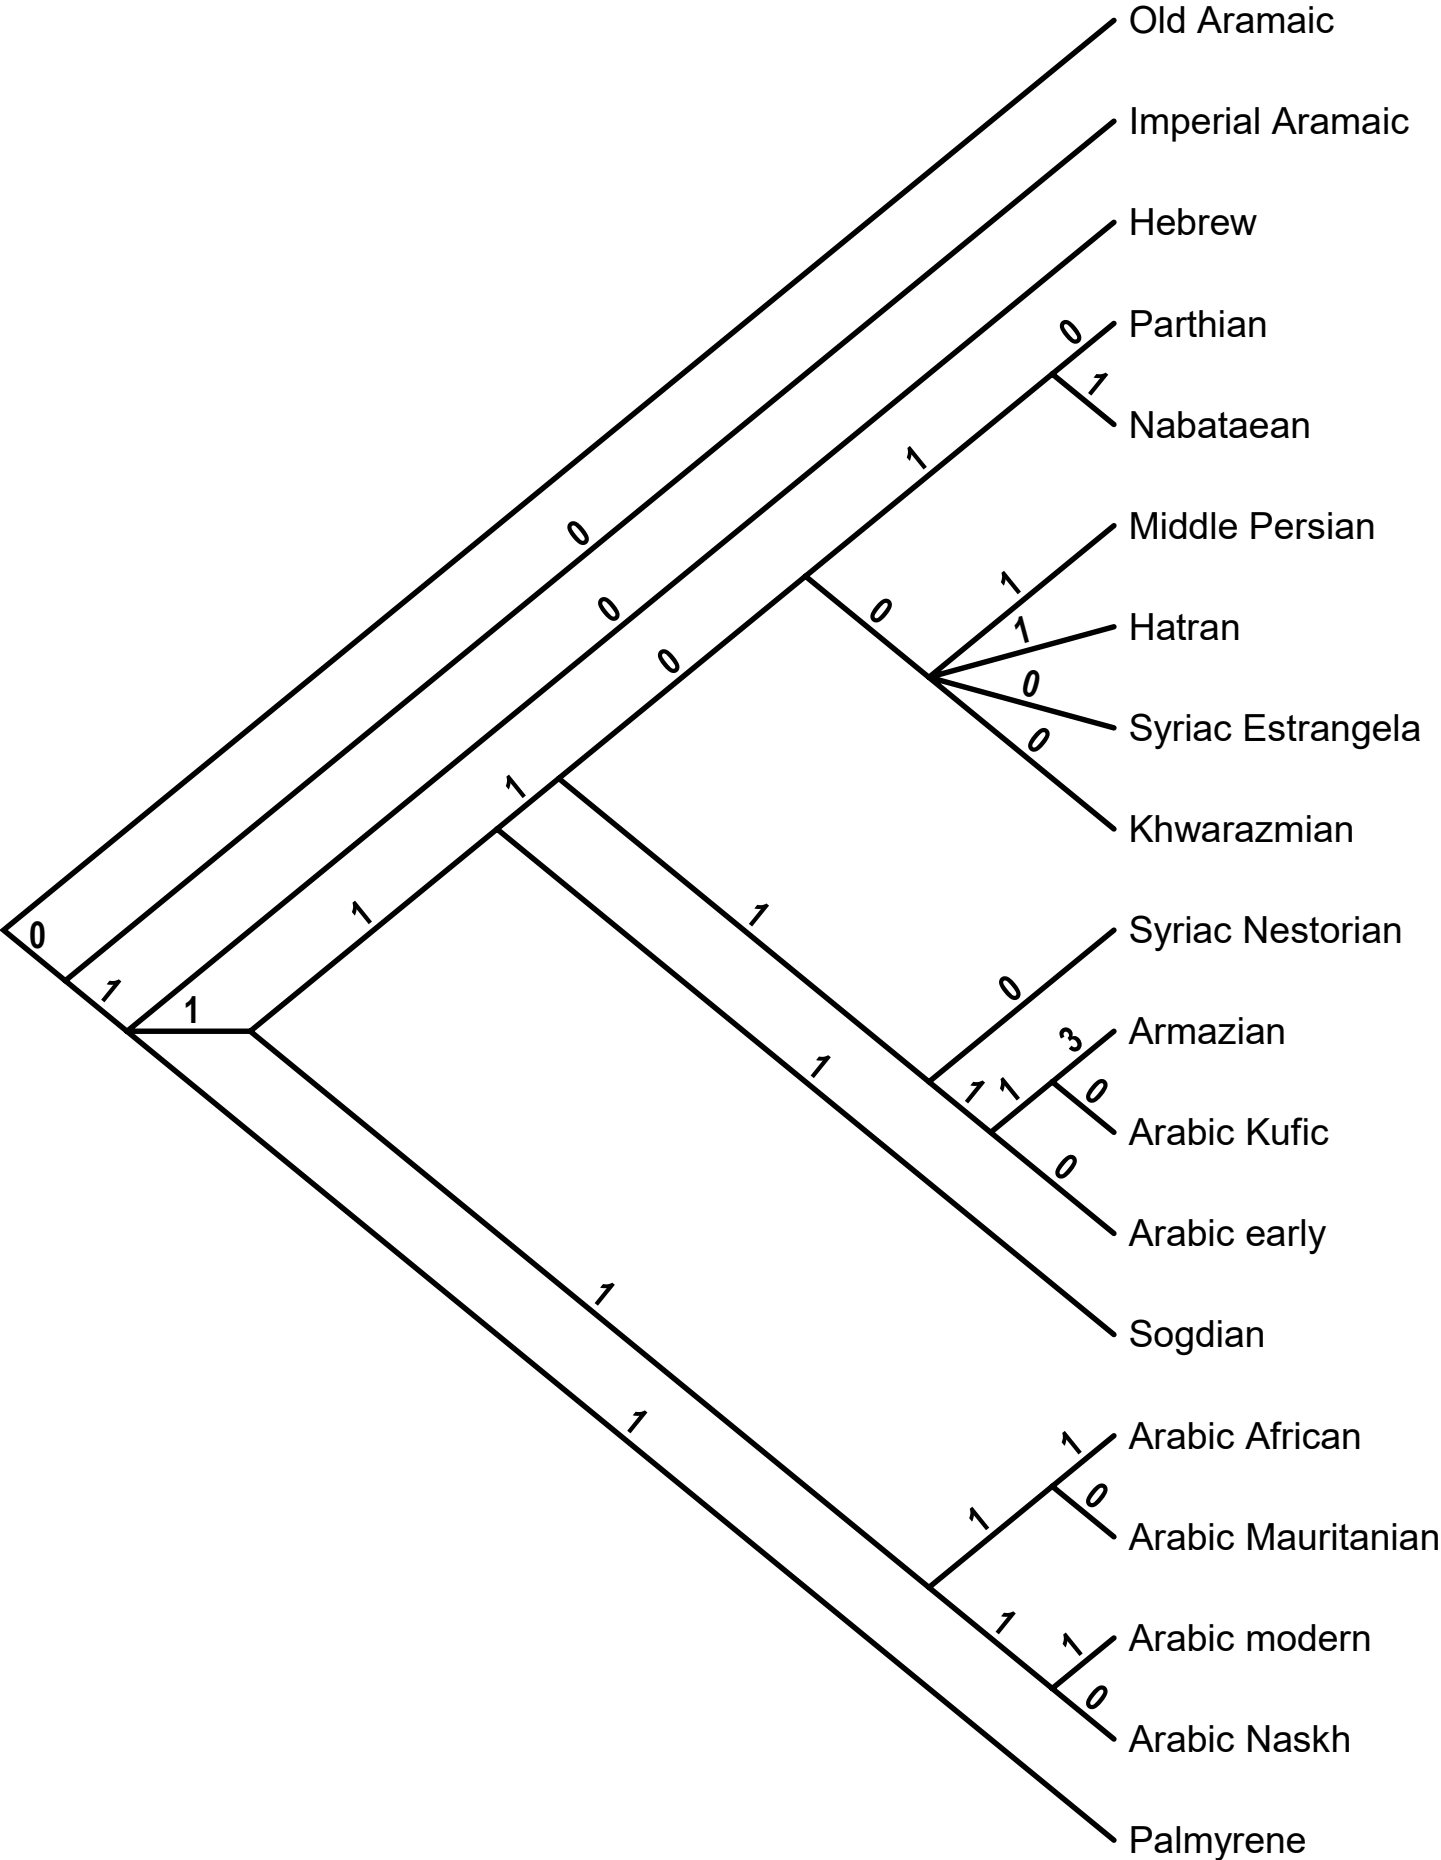 Old Aramaic
Imperial Aramaic
Hebrew
0
Parthian
1
Nabataean
1
Middle Persian
0
1
1
Hatran
0
0
0
0
Syriac Estrangela
0
1
Khwarazmian
1
1
0
Syriac Nestorian
1
0
1
3
Armazian
1
1
1
0
Arabic Kufic
0
Arabic early
1
Sogdian
1
1
Arabic African
1
0
Arabic Mauritanian
1
1
Arabic modern
0
Arabic Naskh
Palmyrene